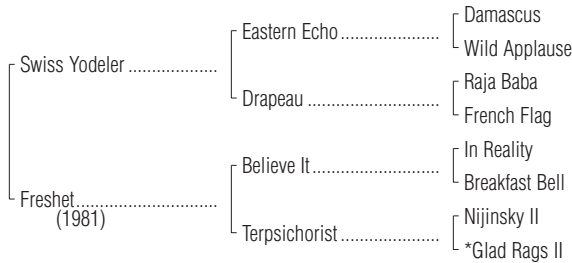 Damascus
Eastern Echo
Wild Applause
Swiss Yodeler
Raja Baba
Drapeau
French Flag
In Reality
Believe It
Breakfast Bell
Freshet
(1981)
Nijinsky II
Terpsichorist
*Glad Rags II